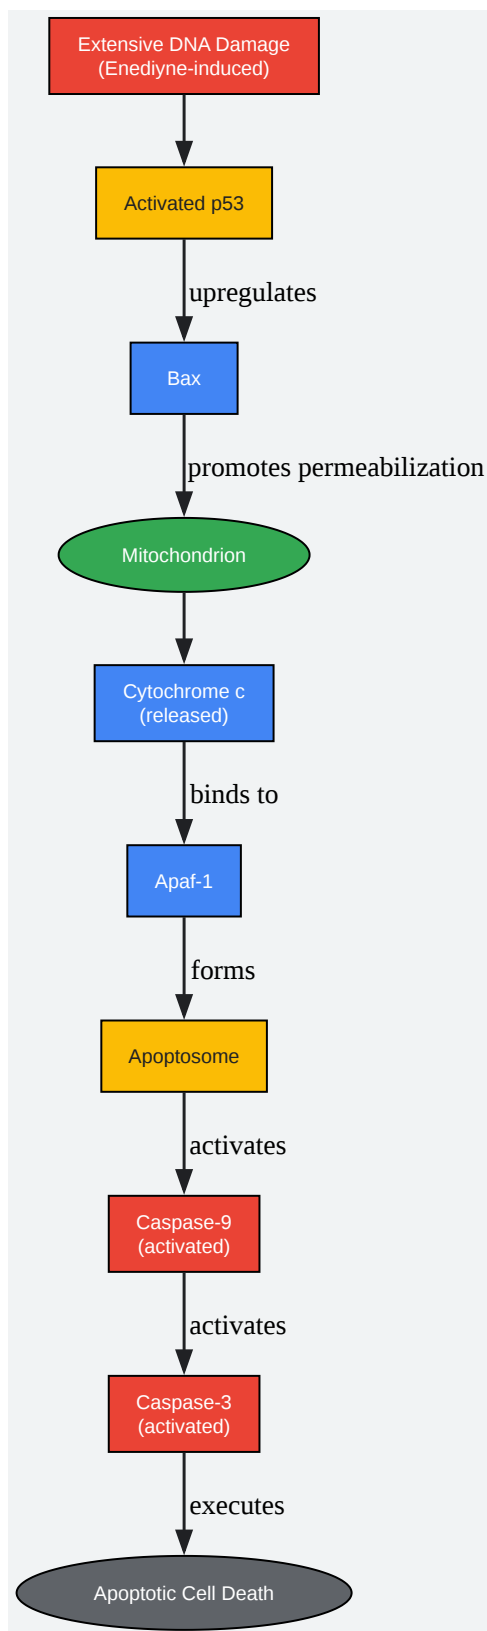 Extensive DNA Damage
(Enediyne-induced)
Activated p53
upregulates
Bax
promotes permeabilization
Mitochondrion
Cytochrome c
(released)
binds to
Apaf-1
forms
Apoptosome
activates
Caspase-9
(activated)
activates
Caspase-3
(activated)
executes
Apoptotic Cell Death